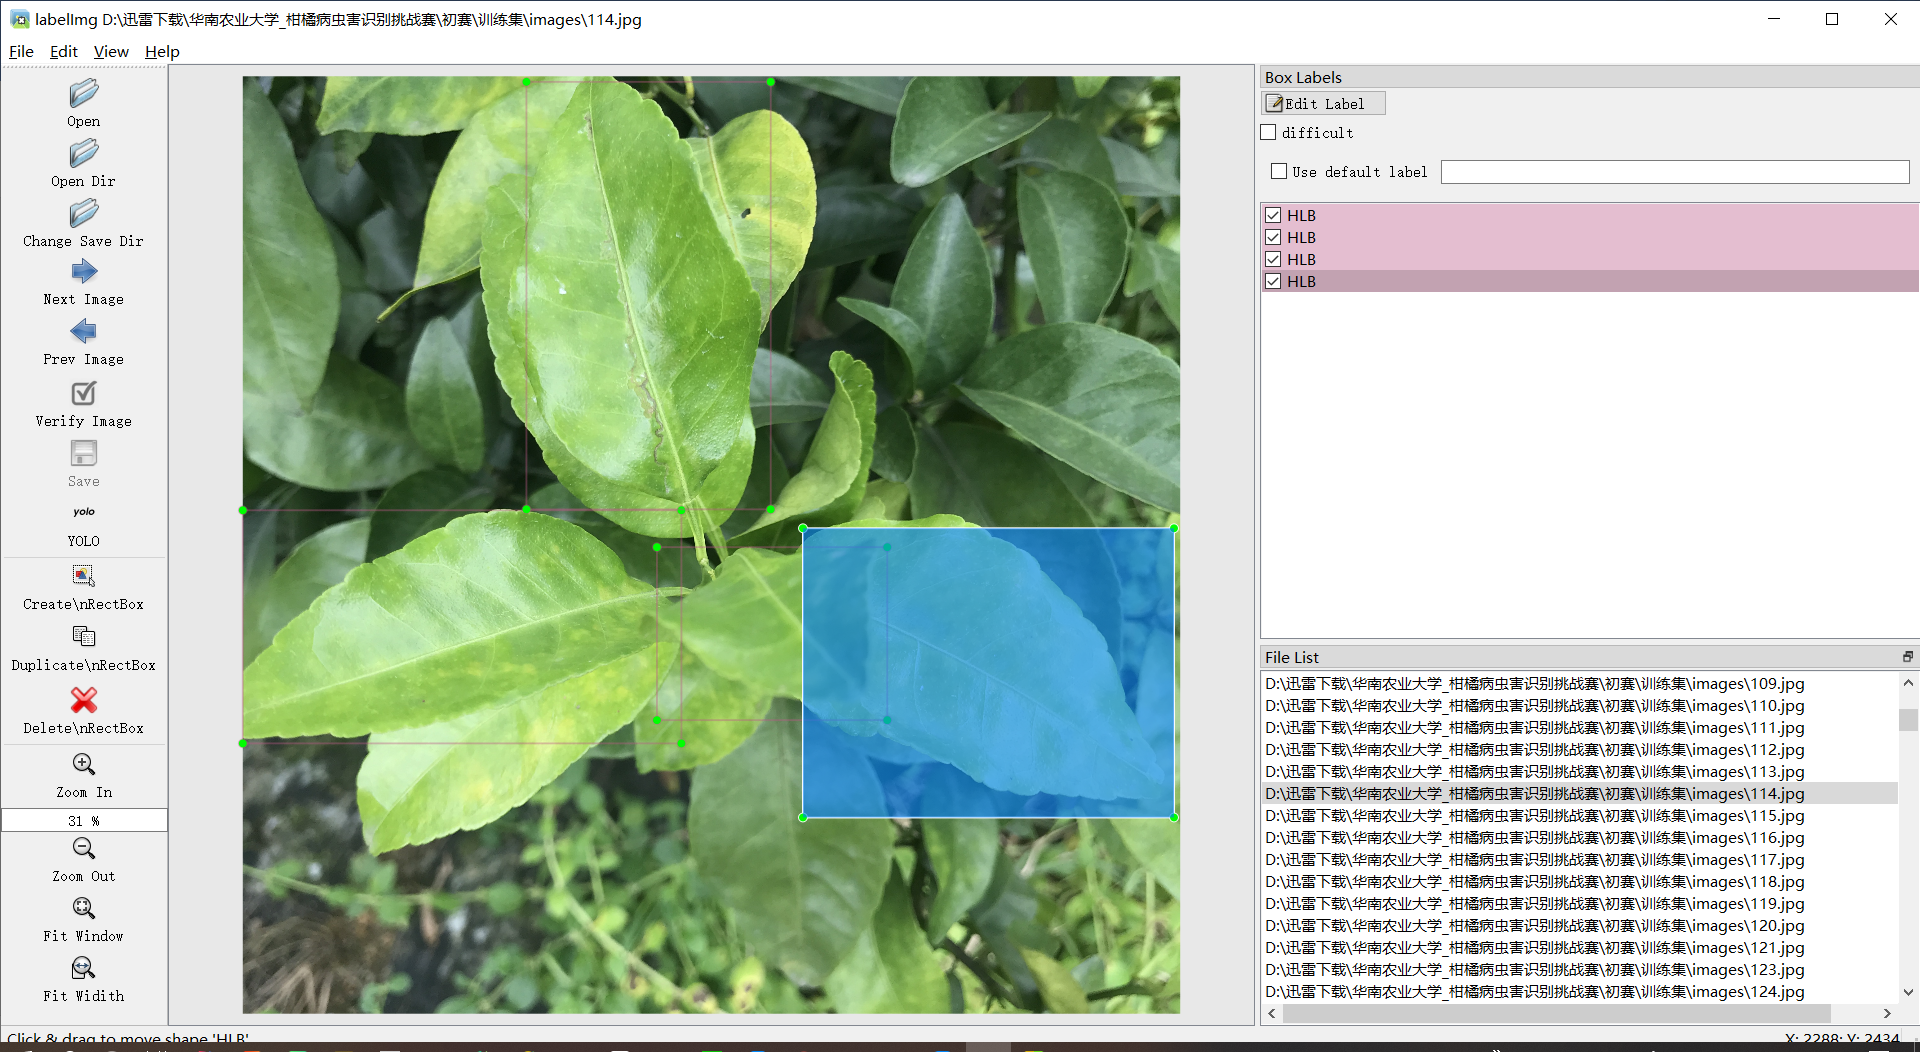 labelImg D:\迅雷下载\华南农业大学_柑橘病虫害识别挑战赛\初赛\训练集\images\114.jpg
File Edit View Help
Open
Open Dir
Change Save Dir
Next Image
Prev Image
Verify Image
Save
yolo
YOLO
Create\nRectBox
Duplicate\nRectBox
Delete\nRectBox
Zoom In
31 %
Zoom Out
Fit Window
Fit Widith
Box Labels
Edit Label
difficult
Use default label
HLB
HLB
HLB
HLB
File List
D:\迅雷下载\华南农业大学_柑橘病虫害识别挑战赛\初赛\训练集\images\109.jpg
D:\迅雷下载\华南农业大学_柑橘病虫害识别挑战赛\初赛\训练集\images\110.jpg
D:\迅雷下载\华南农业大学_柑橘病虫害识别挑战赛\初赛\训练集\images\111.jpg
D:\迅雷下载\华南农业大学_柑橘病虫害识别挑战赛\初赛\训练集\images\112.jpg
D:\迅雷下载\华南农业大学_柑橘病虫害识别挑战赛\初赛\训练集\images\113.jpg
D:\迅雷下载\华南农业大学_柑橘病虫害识别挑战赛\初赛\训练集\images\114.jpg
D:\迅雷下载\华南农业大学_柑橘病虫害识别挑战赛\初赛\训练集\images\115.jpg
D:\迅雷下载\华南农业大学_柑橘病虫害识别挑战赛\初赛\训练集\images\116.jpg
D:\迅雷下载\华南农业大学_柑橘病虫害识别挑战赛\初赛\训练集\images\117.jpg
D:\迅雷下载\华南农业大学_柑橘病虫害识别挑战赛\初赛\训练集\images\118.jpg
D:\迅雷下载\华南农业大学_柑橘病虫害识别挑战赛\初赛\训练集\images\119.jpg
D:\迅雷下载\华南农业大学_柑橘病虫害识别挑战赛\初赛\训练集\images\120.jpg
D:\迅雷下载\华南农业大学_柑橘病虫害识别挑战赛\初赛\训练集\images\121.jpg
D:\迅雷下载\华南农业大学_柑橘病虫害识别挑战赛\初赛\训练集\images\123.jpg
D:\迅雷下载\华南农业大学_柑橘病虫害识别挑战赛\初赛\训练集\images\124.jpg
Click & drag to move shape 'HLB'
X: 2288; Y: 2434